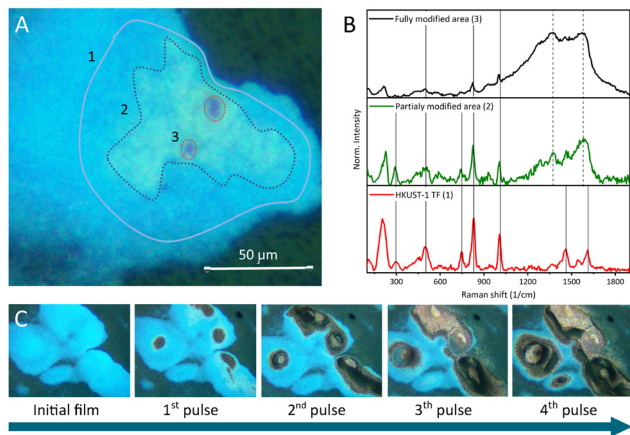 A
1
2
3
50 µm
B
Norm. Intensity
Fully modified area (3)
Partialy modified area (2)
HKUST-1 TF (1)
300 600 900 1200 1500 1800
Raman shift (1/cm)
C
Initial film
1st pulse
2nd pulse
3th pulse
4th pulse